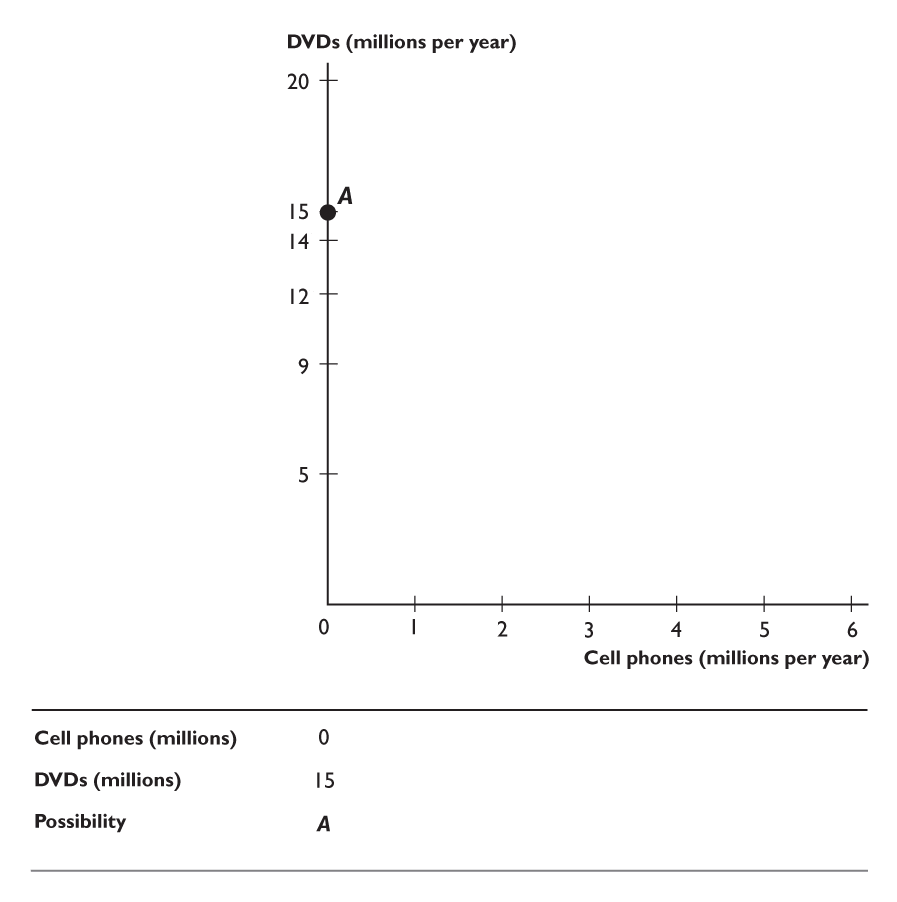 DVDs (millions per year)
20
A
15
14
12
9
5
0 1 2 3 4 5 6
Cell phones (millions per year)
Cell phones (millions) 0
DVDs (millions) 15
Possibility A